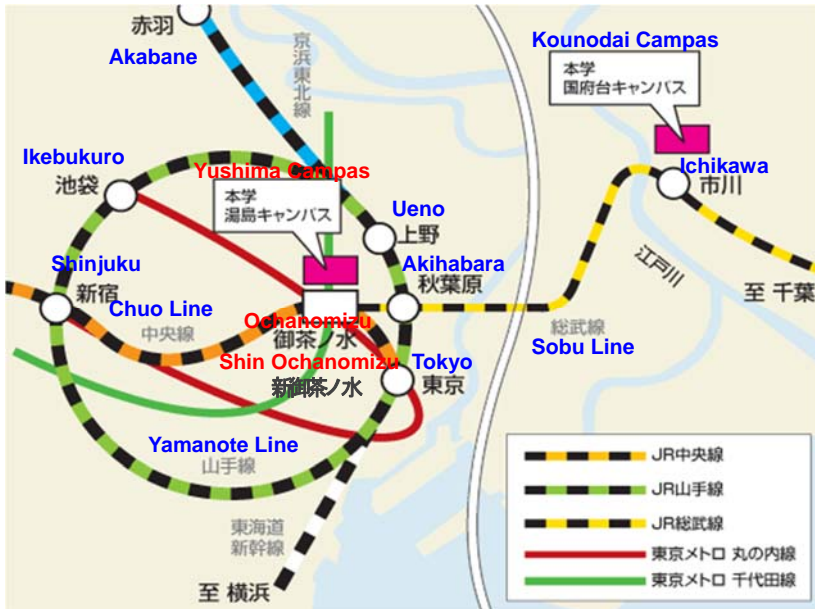 赤羽
Akabane
京浜東北線
Kounodai Campas
本学
国府台キャンパス
Ikebukuro
池袋
Yushima Campas
本学
湯島キャンパス
Ichikawa
市川
Ueno
上野
Shinjuku
新宿
Akihabara
秋葉原
江戸川
至 千葉
Chuo Line
中央線
Ochanomizu
御茶ノ水
総武線
Sobu Line
Shin Ochanomizu
新御茶ノ水
Tokyo
東京
Yamanote Line
山手線
東海道
新幹線
至 横浜
JR中央線
JR山手線
JR総武線
東京メトロ 丸の内線
東京メトロ 千代田線